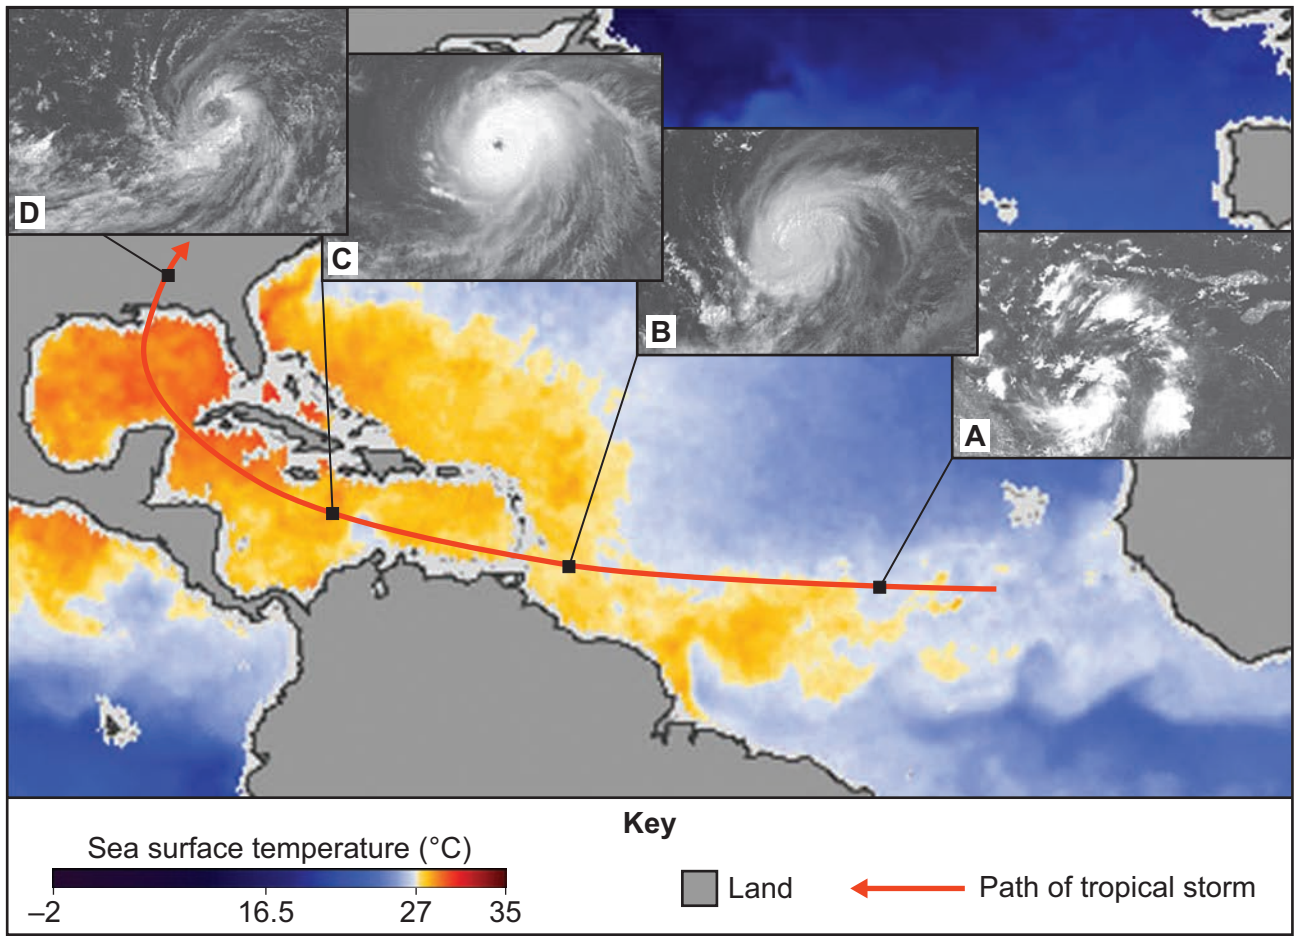 D
C
B
A
Key
Sea surface temperature (°C)
–2
16.5
27
35
Land
Path of tropical storm